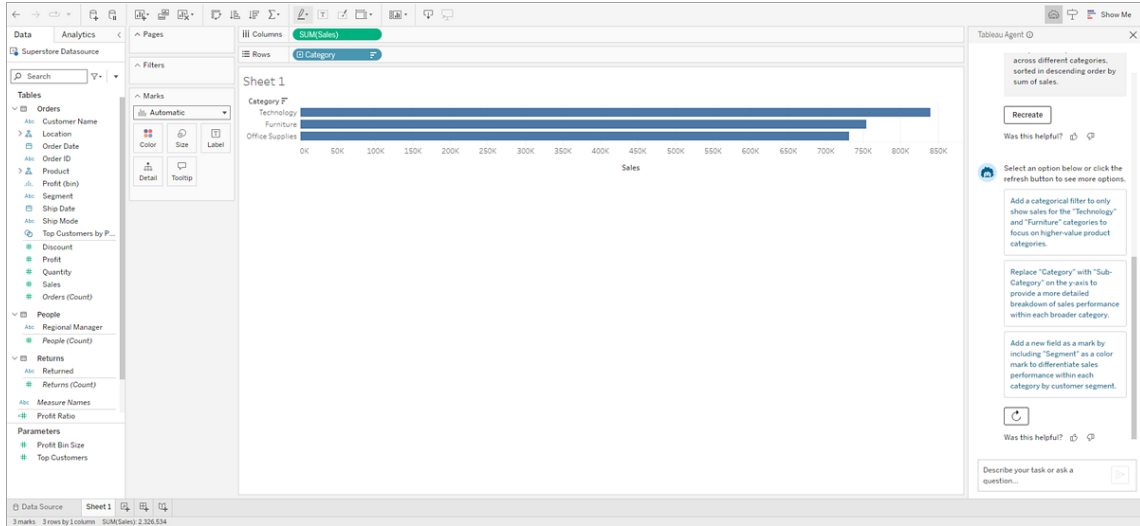 Show Me
Data
Analytics
Superstore Datasource
Search
Tables
Orders
Abc Customer Name
Location
Order Date
Abc Order ID
Product
Profit (bin)
Abc Segment
Ship Date
Abc Ship Mode
Top Customers by P...
# Discount
# Profit
# Quantity
# Sales
# Orders (Count)
People
Abc Regional Manager
# People (Count)
Returns
Abc Returned
# Returns (Count)
Abc Measure Names
=# Profit Ratio
Parameters
# Profit Bin Size
# Top Customers
Pages
Filters
Marks
Automatic
Color
Size
Label
Detail
Tooltip
Columns
SUM(Sales)
Rows
Category
Sheet 1
Category
Technology
Furniture
Office Supplies
0K 50K 100K 150K 200K 250K 300K 350K 400K 450K 500K 550K 600K 650K 700K 750K 800K 850K
Sales
Tableau Agent
across different categories,
sorted in descending order by
sum of sales.
Recreate
Was this helpful?
Select an option below or click the
refresh button to see more options.
Add a categorical filter to only
show sales for the "Technology"
and "Furniture" categories to
focus on higher-value product
categories.
Replace "Category" with "Sub-
Category" on the y-axis to
provide a more detailed
breakdown of sales performance
within each broader category.
Add a new field as a mark by
including "Segment" as a color
mark to differentiate sales
performance within each
category by customer segment.
Was this helpful?
Describe your task or ask a
question...
Data Source
Sheet 1
3 marks 3 rows by 1 column SUM(Sales): 2,326,534